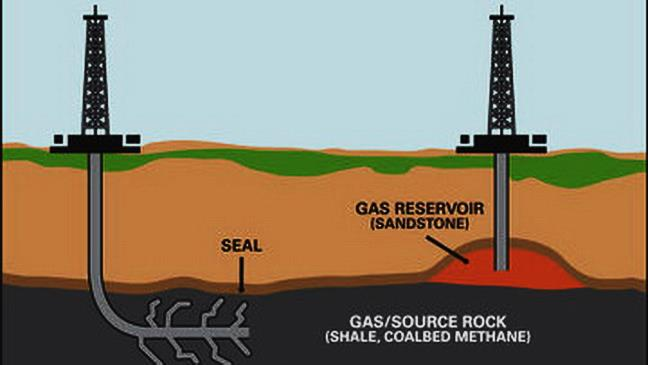 GAS RESERVOIR
(SANDSTONE)
SEAL
GAS/SOURCE ROCK
(SHALE, COALBED METHANE)